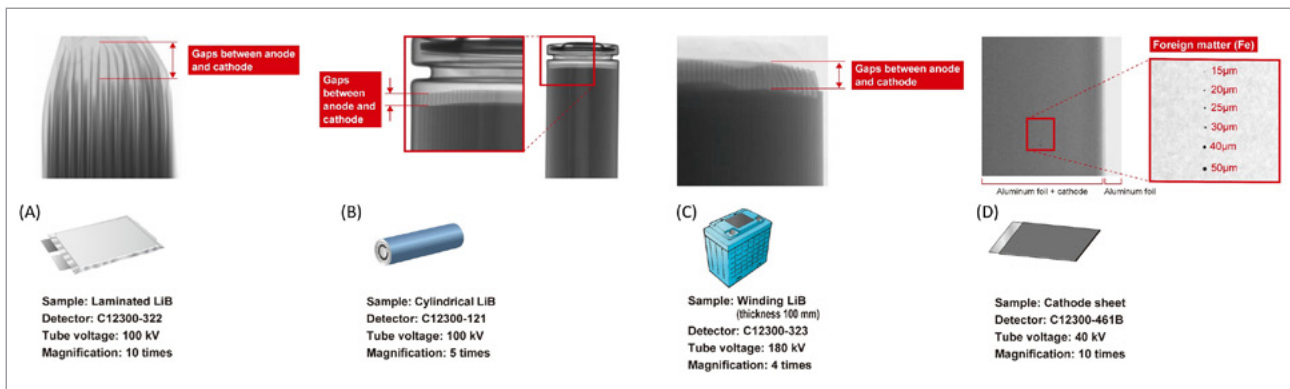 Gaps between anode
and cathode
Gaps
between
anode and
cathode
Gaps between anode
and cathode
Foreign matter (Fe)
15μm
20μm
25μm
30μm
40μm
50μm
Aluminum foil + cathode
Aluminum foil
(A)
Sample: Laminated LiB
Detector: C12300-322
Tube voltage: 100 kV
Magnification: 10 times
(B)
Sample: Cylindrical LiB
Detector: C12300-121
Tube voltage: 100 kV
Magnification: 5 times
(C)
Sample: Winding LiB
(thickness 100 mm)
Detector: C12300-323
Tube voltage: 180 kV
Magnification: 4 times
(D)
Sample: Cathode sheet
Detector: C12300-461B
Tube voltage: 40 kV
Magnification: 10 times